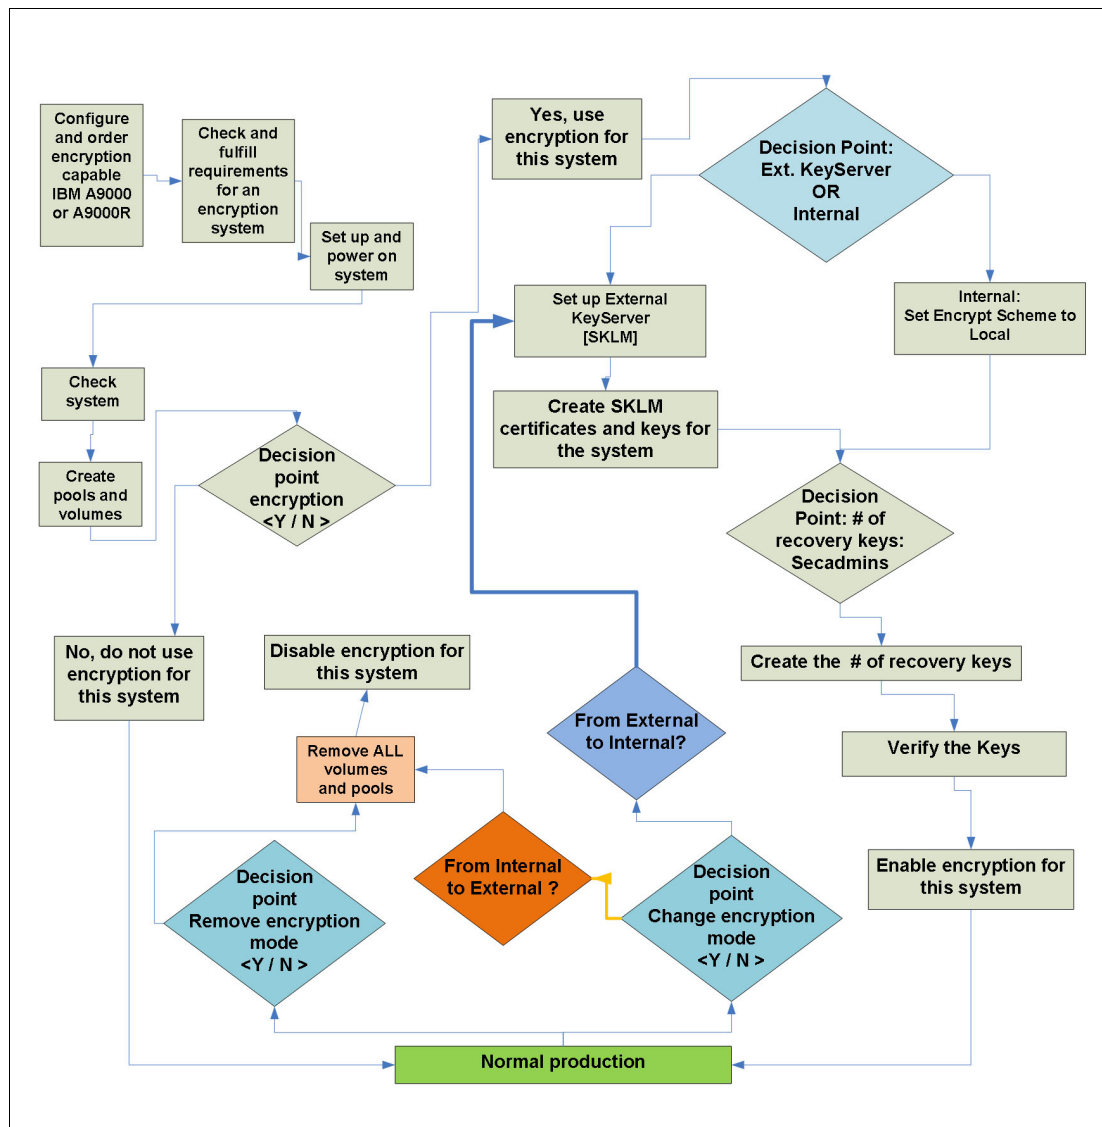 Configure
and order
encryption
capable
IBM A9000
or A9000R
Check and
fulfill
requirements
for an
encryption
system
Set up and
power on
system
Check
system
Create
pools and
volumes
Decision
point
encryption
<Y / N >
Yes, use
encryption for
this system
Decision Point:
Ext. KeyServer
OR
Internal
Set up External
KeyServer
[SKLM]
Internal:
Set Encrypt Scheme to
Local
Create SKLM
certificates and keys for
the system
Decision
Point: # of
recovery keys:
Secadmins
No, do not use
encryption for
this system
Disable encryption for
this system
Create the # of recovery keys
From External
to Internal?
Remove ALL
volumes
and pools
Verify the Keys
From Internal
to External ?
Decision
point
Remove encryption
mode
<Y / N >
Decision
point
Change encryption
mode
<Y / N >
Enable encryption for
this system
Normal production